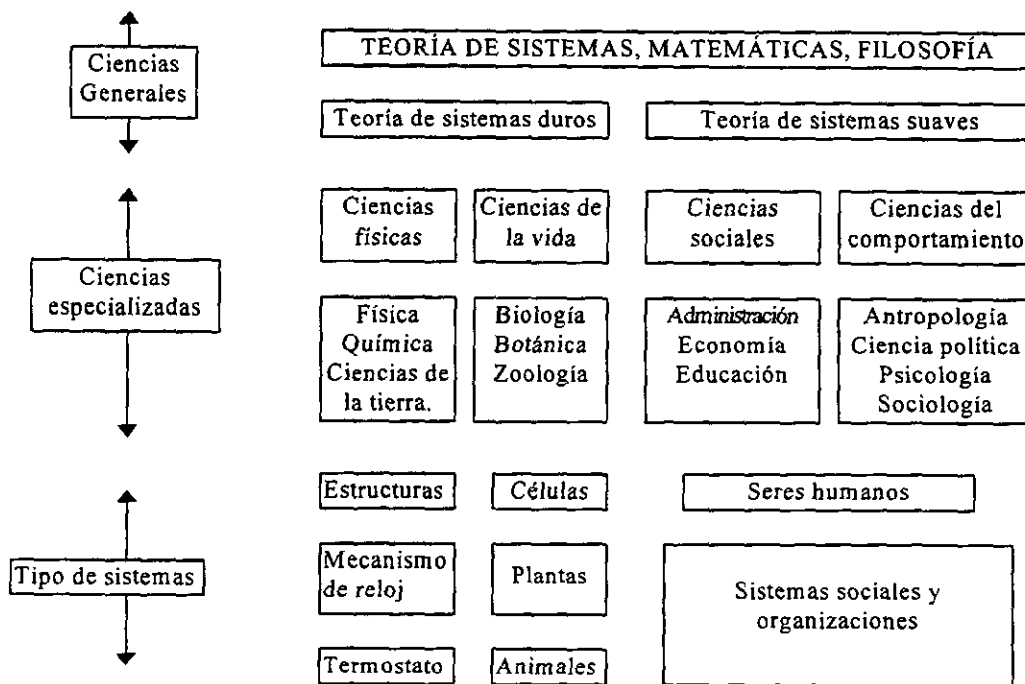 Ciencias
Generales
TEORÍA DE SISTEMAS, MATEMÁTICAS, FILOSOFÍA
Teoría de sistemas duros
Teoría de sistemas suaves
Ciencias
especializadas
Ciencias
físicas
Ciencias de
la vida
Ciencias
sociales
Ciencias del
comportamiento
Física
Química
Ciencias de
la tierra.
Biología
Botánica
Zoología
Administración
Economía
Educación
Antropología
Ciencia política
Psicología
Sociología
Tipo de sistemas
Estructuras
Células
Seres humanos
Mecanismo
de reloj
Plantas
Sistemas sociales y
organizaciones
Termostato
Animales